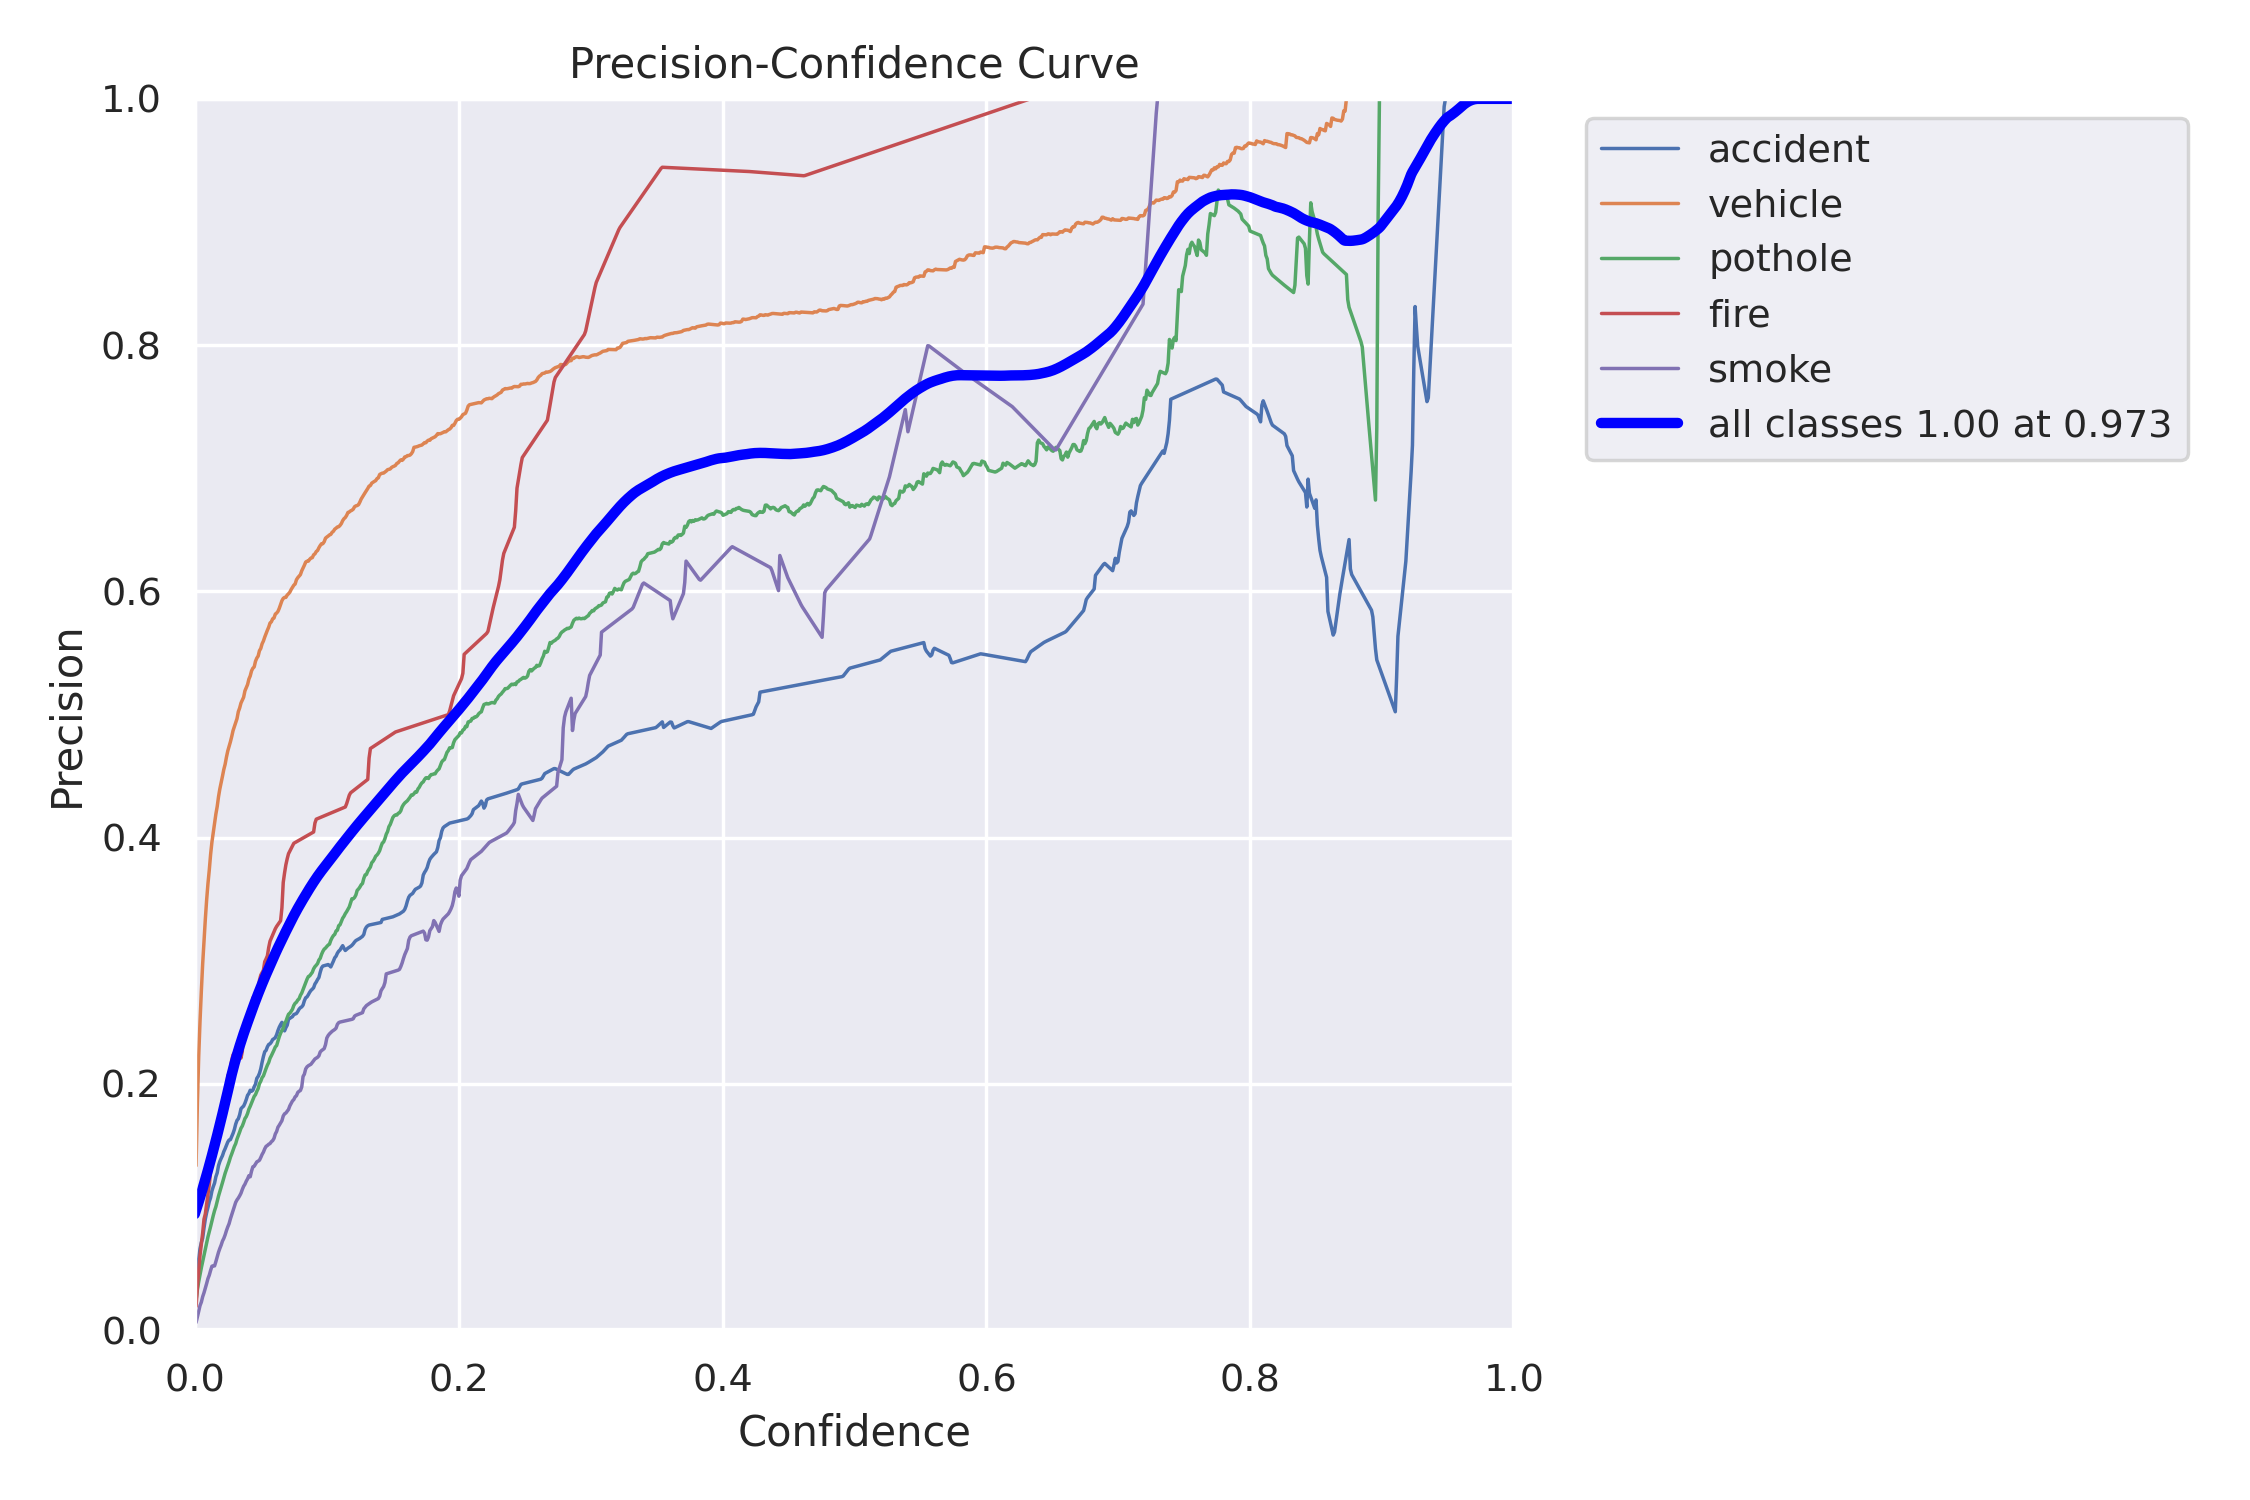 Precision-Confidence Curve
1.0
0.8
0.6
0.4
0.2
0.0
Precision
0.0 0.2 0.4 0.6 0.8 1.0
Confidence
accident
vehicle
pothole
fire
smoke
all classes 1.00 at 0.973